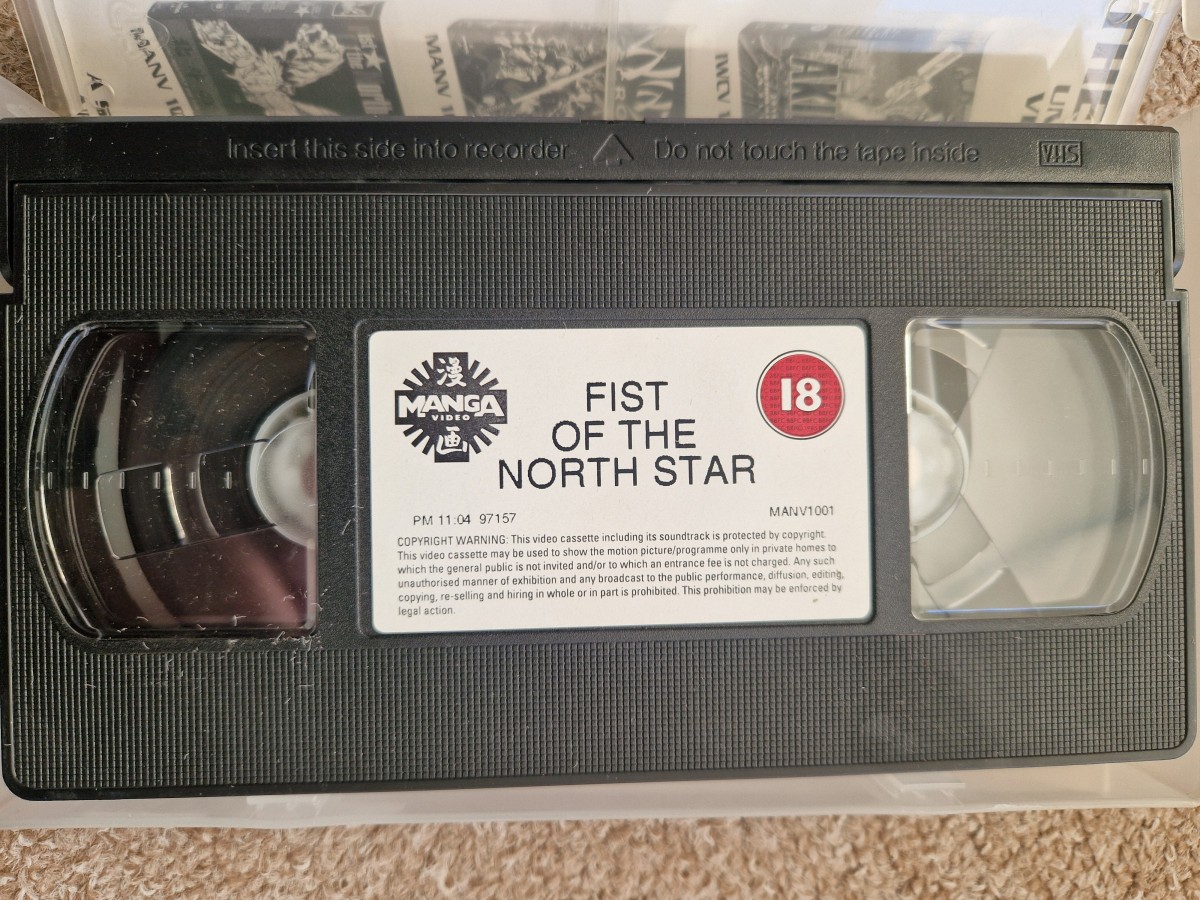 MANV
AKI
THE
UN
V
Insert this side into recorder Do not touch the tape inside VHS
漫
MANGA
VIDEO
画
FIST
OF THE
NORTH STAR
18
PM 11:04 97157
MANV1001
COPYRIGHT WARNING: This video cassette including its soundtrack is protected by copyright.
This video cassette may be used to show the motion picture/programme only in private homes to
which the general public is not invited and/or to which an entrance fee is not charged. Any such
unauthorised manner of exhibition and any broadcast to the public performance, diffusion, editing,
copying, re-selling and hiring in whole or in part is prohibited. This prohibition may be enforced by
legal action.